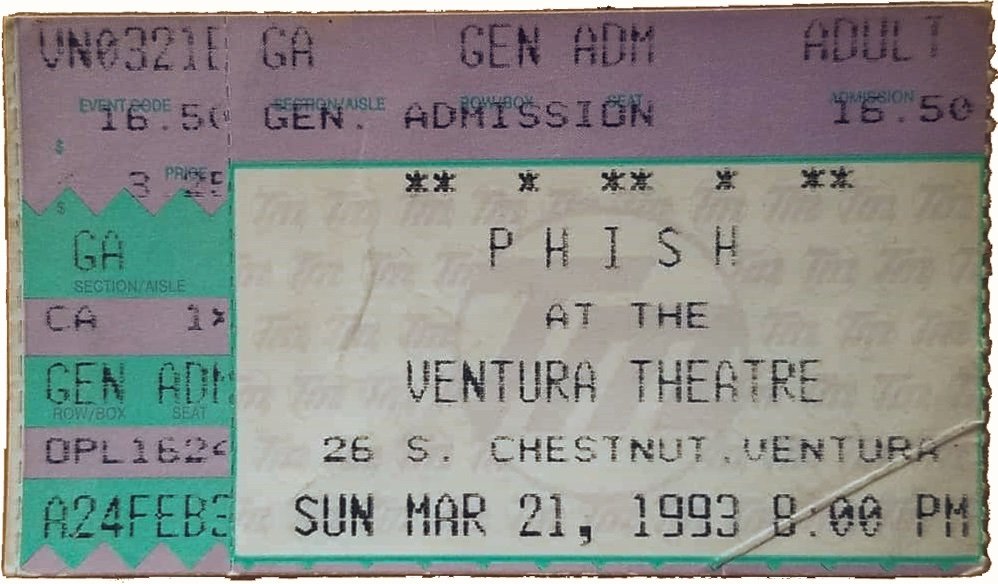 VN0321E GA GEN ADM ADULT
EVENT CODE SECTION/AISLE ROW/BOX SEAT ADMISSION
16.50 GEN. ADMISSION 16.50
$
PRICE
3.25
$
** * ** * **
PHISH
GA
SECTION/AISLE
AT THE
CA 1×
VENTURA THEATRE
GEN ADM
ROW/BOX SEAT
26 S. CHESTNUT.VENTURA
OPL1624
A24FEB3
SUN MAR 21, 1993 8:00 PM